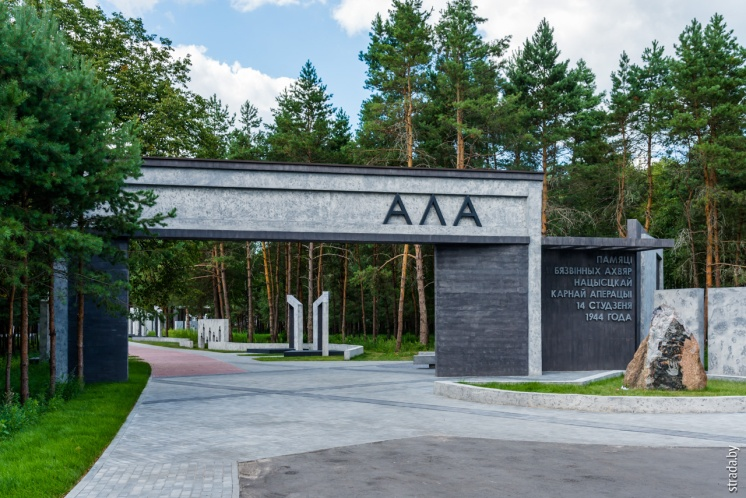 АЛА
ПАМЯЦІ
БЯЗВІННЫХ АХВЯР
НАЦЫСЦКАЙ
КАРНАЙ АПЕРАЦЫІ
14 СТУДЗЕНЯ
1944 ГОДА
strada.by